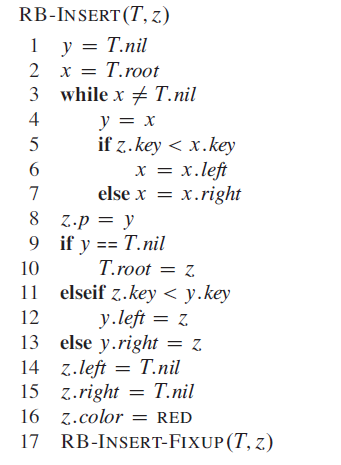 RB-INSERT(T, z)
1 y = T.nil
2 x = T.root
3 while x ≠ T.nil
4 y = x
5 if z.key < x.key
6 x = x.left
7 else x = x.right
8 z.p = y
9 if y == T.nil
10 T.root = z
11 elseif z.key < y.key
12 y.left = z
13 else y.right = z
14 z.left = T.nil
15 z.right = T.nil
16 z.color = RED
17 RB-INSERT-FIXUP(T, z)